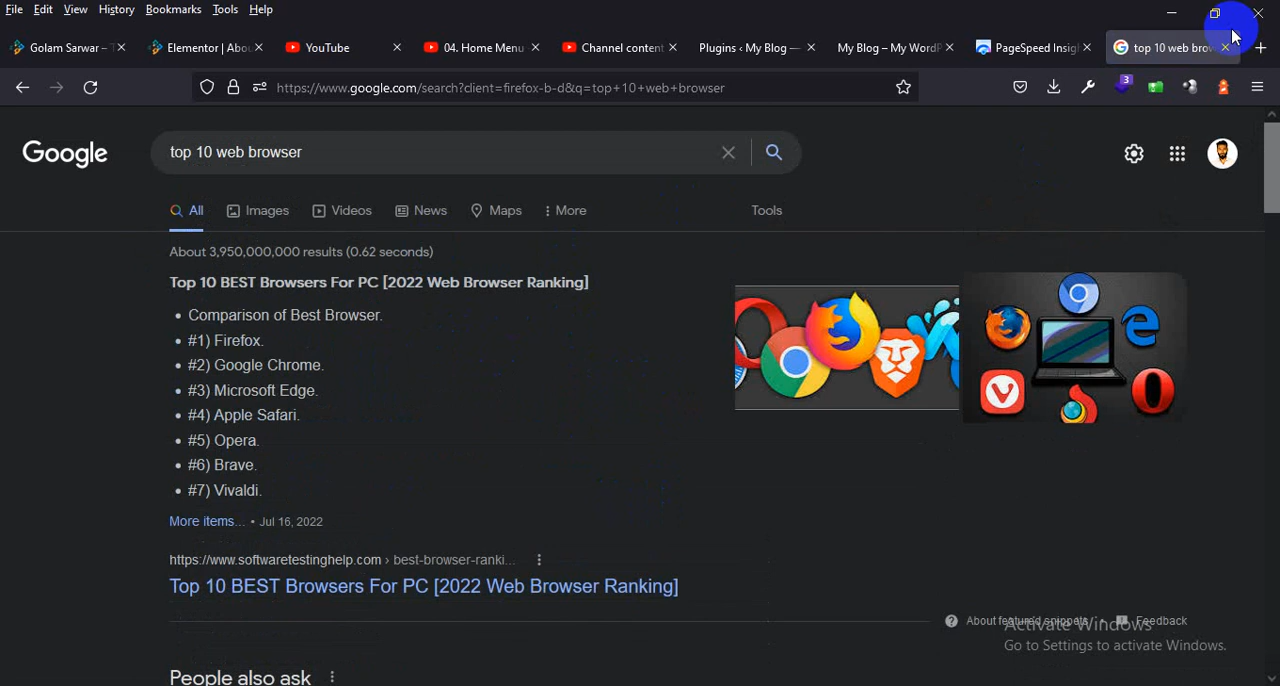 File Edit View History Bookmarks Tools Help
Golam Sarwar – T
Elementor | Abou
YouTube
04. Home Menu
Channel content
Plugins ‹ My Blog —
My Blog – My WordP
PageSpeed Insigh
top 10 web brow
https://www.google.com/search?client=firefox-b-d&q=top+10+web+browser
3
Google
top 10 web browser
All Images Videos News Maps More Tools
About 3,950,000,000 results (0.62 seconds)
Top 10 BEST Browsers For PC [2022 Web Browser Ranking]
• Comparison of Best Browser.
• #1) Firefox.
• #2) Google Chrome.
• #3) Microsoft Edge.
• #4) Apple Safari.
• #5) Opera.
• #6) Brave.
• #7) Vivaldi.
More items... • Jul 16, 2022
https://www.softwaretestinghelp.com › best-browser-ranki...
Top 10 BEST Browsers For PC [2022 Web Browser Ranking]
About featured snippets • Feedback
Activate Windows
Go to Settings to activate Windows.
People also ask